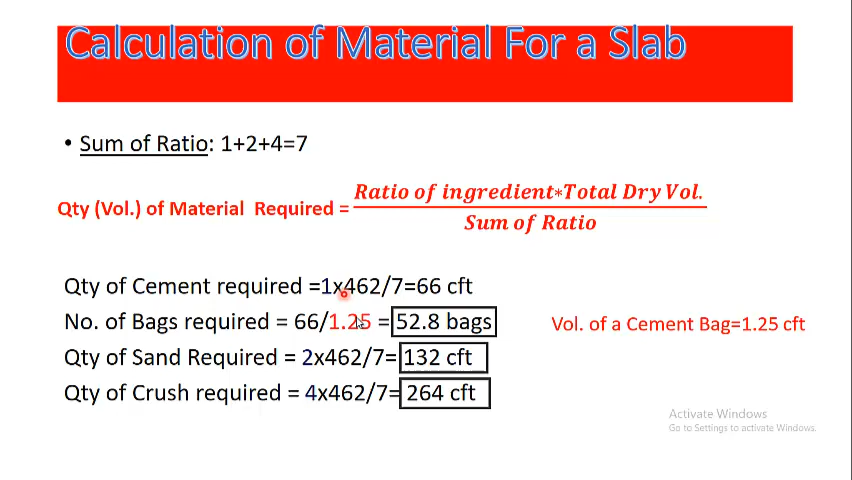 Calculation of Material For a Slab
• Sum of Ratio: 1+2+4=7
Qty (Vol.) of Material Required = Ratio of ingredient*Total Dry Vol.
Sum of Ratio
Qty of Cement required =1x462/7=66 cft
No. of Bags required = 66/1.25 = 52.8 bags
Vol. of a Cement Bag=1.25 cft
Qty of Sand Required = 2x462/7= 132 cft
Qty of Crush required = 4x462/7= 264 cft
Activate Windows
Go to Settings to activate Windows.